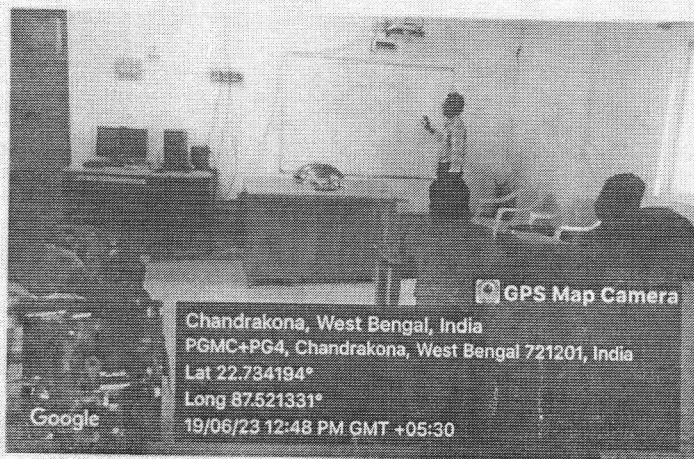 GPS Map Camera
Chandrakona, West Bengal, India
PGMC+PG4, Chandrakona, West Bengal 721201, India
Lat 22.734194°
Long 87.521331°
19/06/23 12:48 PM GMT +05:30
Google